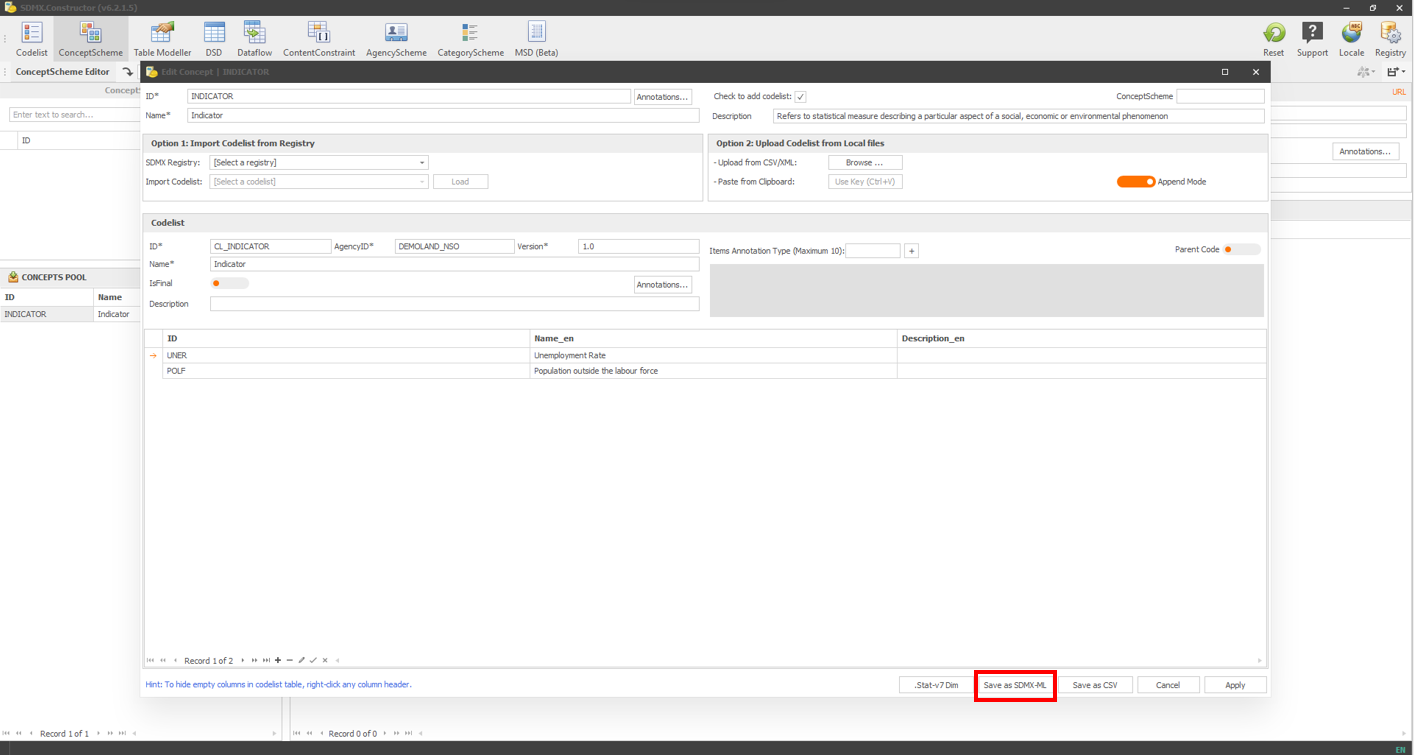 SDMX.Constructor (v6.2.1.5)
Codelist
ConceptScheme
Table Modeller
DSD
Dataflow
ContentConstraint
AgencyScheme
CategoryScheme
MSD (Beta)
Reset
Support
Locale
Registry
ConceptScheme Editor
Edit Concept | INDICATOR
URL
Enter text to search...
ID
Annotations...
CONCEPTS POOL
ID Name
INDICATOR Indicator
ID* INDICATOR Annotations... Check to add codelist: ConceptScheme
Name* Indicator Description Refers to statistical measure describing a particular aspect of a social, economic or environmental phenomenon
Option 1: Import Codelist from Registry
SDMX Registry: [Select a registry]
Import Codelist: [Select a codelist] Load
Option 2: Upload Codelist from Local files
- Upload from CSV/XML: Browse ...
- Paste from Clipboard: Use Key (Ctrl+V) Append Mode
Codelist
ID* CL_INDICATOR AgencyID* DEMOLAND_NSO Version* 1.0
Name* Indicator
IsFinal Annotations...
Description
Items Annotation Type (Maximum 10): + Parent Code
ID Name_en Description_en
UNER Unemployment Rate
POLF Population outside the labour force
Record 1 of 2
Hint: To hide empty columns in codelist table, right-click any column header.
.Stat-v7 Dim Save as SDMX-ML Save as CSV Cancel Apply
Record 1 of 1
Record 0 of 0
EN